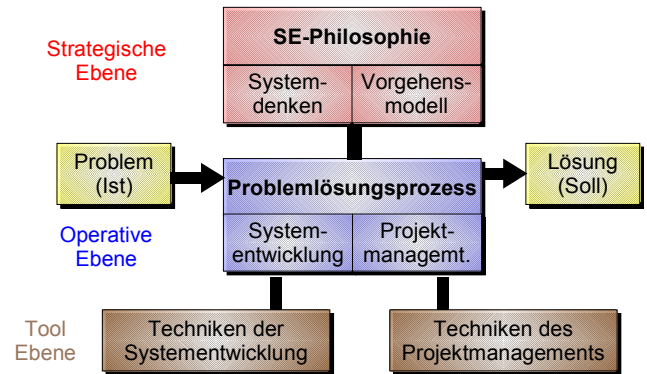 Strategische
Ebene
SE-Philosophie
System-
denken
Vorgehens-
modell
Problem
(Ist)
Problemlösungsprozess
Lösung
(Soll)
Operative
Ebene
System-
entwicklung
Projekt-
managemt.
Tool
Ebene
Techniken der
Systementwicklung
Techniken des
Projektmanagements